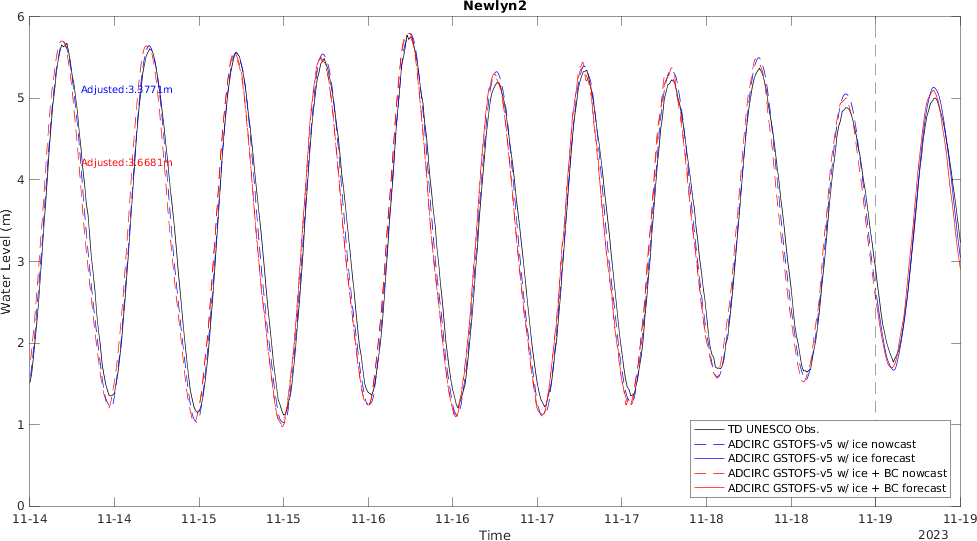 Newlyn2
6
5
4
3
2
1
0
Water Level (m)
Adjusted:3.3771m
Adjusted:3.6681m
TD UNESCO Obs.
ADCIRC GSTOFS-v5 w/ ice nowcast
ADCIRC GSTOFS-v5 w/ ice forecast
ADCIRC GSTOFS-v5 w/ ice + BC nowcast
ADCIRC GSTOFS-v5 w/ ice + BC forecast
11-14 11-14 11-15 11-15 11-16 11-16 11-17 11-17 11-18 11-18 11-19 11-19
Time
2023